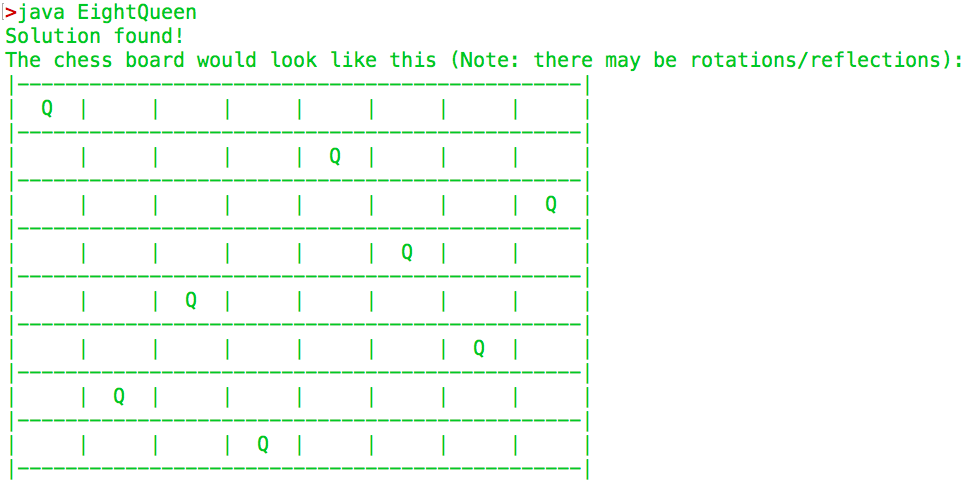 >java EightQueen
Solution found!
The chess board would look like this (Note: there may be rotations/reflections):
|-----------------------------------------------|
|  Q  |     |     |     |     |     |     |     |
|-----------------------------------------------|
|     |     |     |     |  Q  |     |     |     |
|-----------------------------------------------|
|     |     |     |     |     |     |     |  Q  |
|-----------------------------------------------|
|     |     |     |     |     |  Q  |     |     |
|-----------------------------------------------|
|     |     |  Q  |     |     |     |     |     |
|-----------------------------------------------|
|     |     |     |     |     |     |  Q  |     |
|-----------------------------------------------|
|     |  Q  |     |     |     |     |     |     |
|-----------------------------------------------|
|     |     |     |  Q  |     |     |     |     |
|-----------------------------------------------|